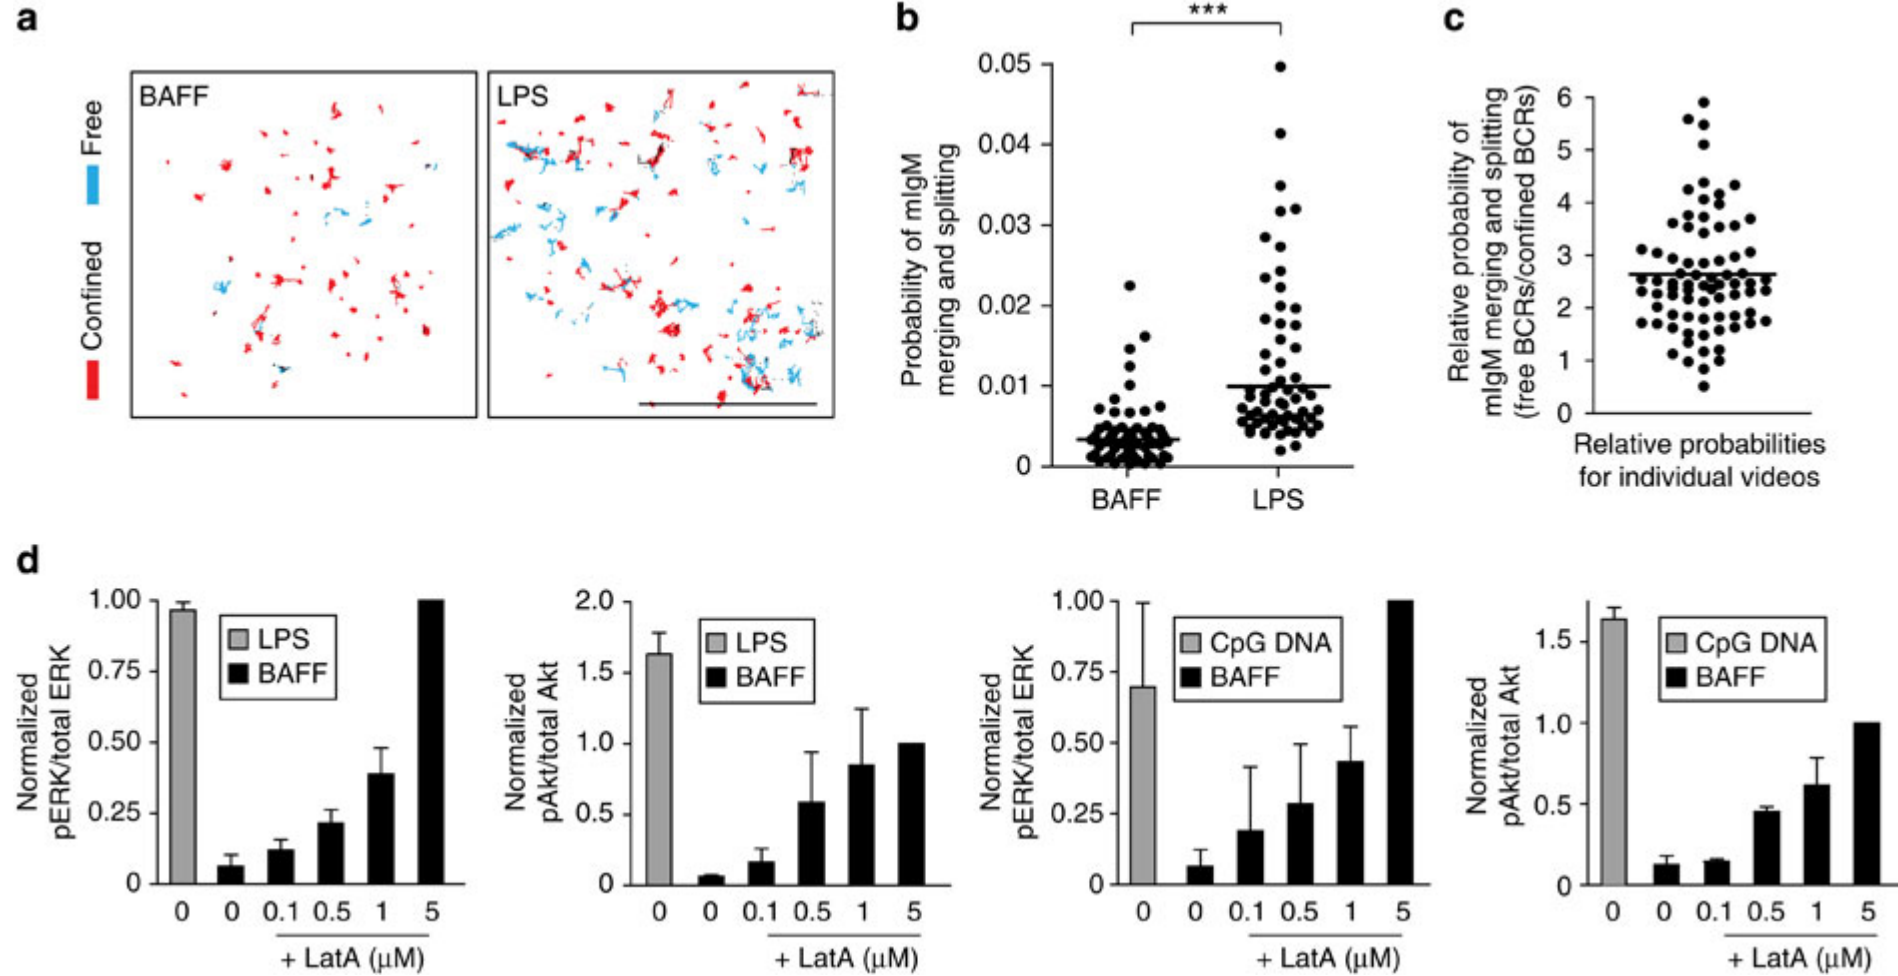 a
BAFF
LPS
Free
Confined
b
***
Probability of mIgM
merging and splitting
0.05
0.04
0.03
0.02
0.01
0
BAFF
LPS
c
Relative probability of
mIgM merging and splitting
(free BCRs/confined BCRs)
6
5
4
3
2
1
0
Relative probabilities
for individual videos
d
Normalized
pERK/total ERK
1.00
0.75
0.50
0.25
0
LPS
BAFF
0 0 0.1 0.5 1 5
+ LatA (μM)
Normalized
pAkt/total Akt
2.0
1.5
1.0
0.5
0
LPS
BAFF
0 0 0.1 0.5 1 5
+ LatA (μM)
Normalized
pERK/total ERK
1.00
0.75
0.50
0.25
0
CpG DNA
BAFF
0 0 0.1 0.5 1 5
+ LatA (μM)
Normalized
pAkt/total Akt
1.5
1.0
0.5
0
CpG DNA
BAFF
0 0 0.1 0.5 1 5
+ LatA (μM)